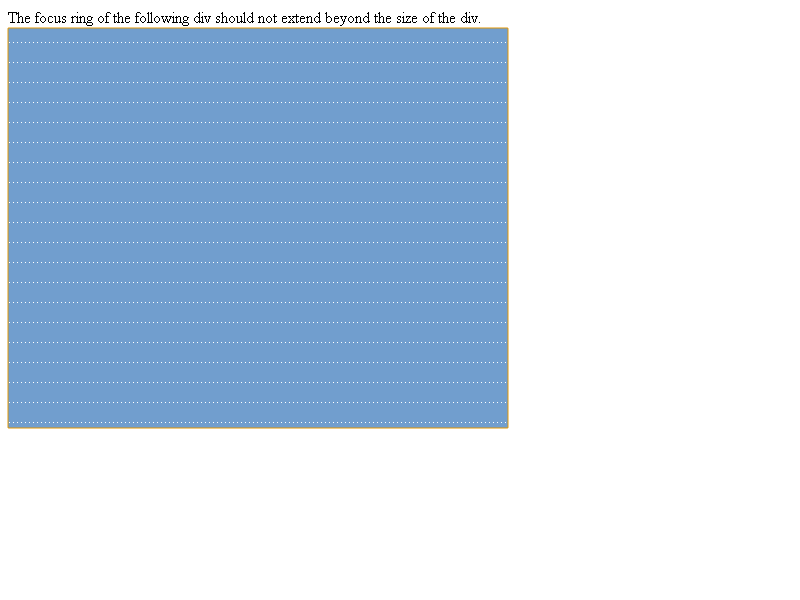 The focus ring of the following div should not extend beyond the size of the div.